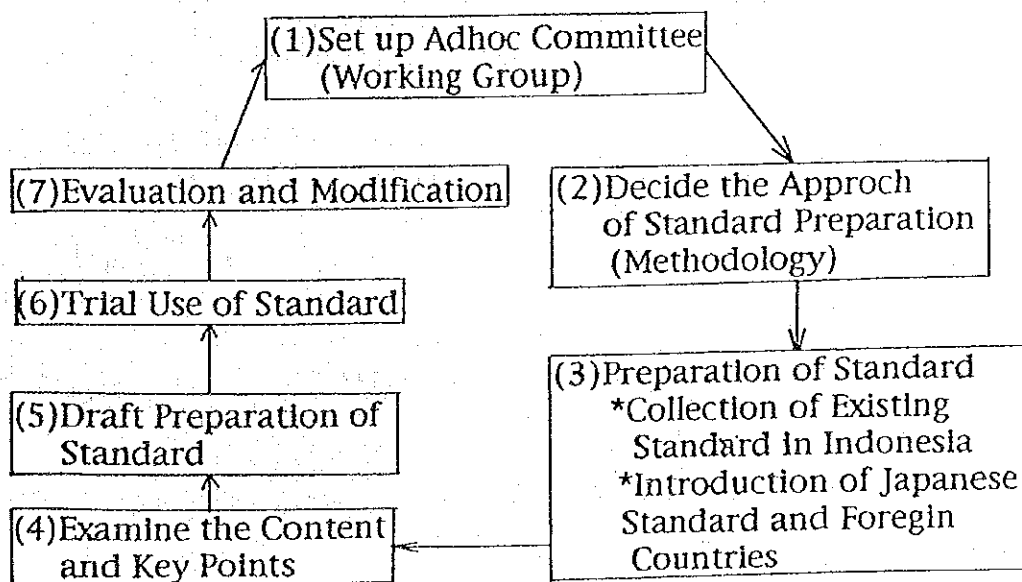 (1)Set up Adhoc Committee
(Working Group)
(2)Decide the Approch
of Standard Preparation
(Methodology)
(3)Preparation of Standard
*Collection of Existing
Standard in Indonesia
*Introduction of Japanese
Standard and Foregin
Countries
(4)Examine the Content
and Key Points
(5)Draft Preparation of
Standard
(6)Trial Use of Standard
(7)Evaluation and Modification